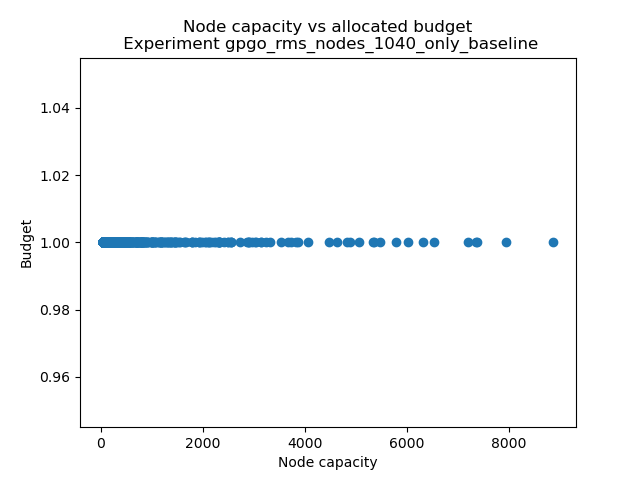 Node capacity vs allocated budget
Experiment gpgo_rms_nodes_1040_only_baseline
1.04
1.02
1.00
0.98
0.96
Budget
0
2000
4000
6000
8000
Node capacity